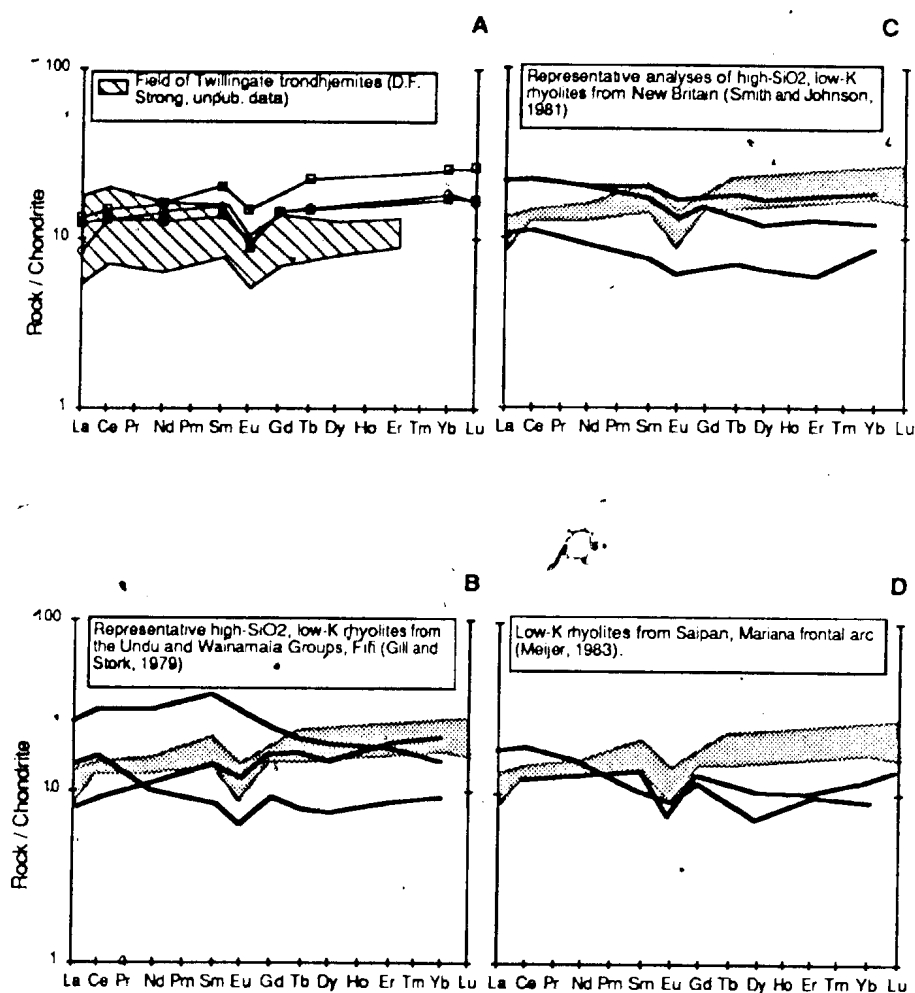 A
100
Field of Twillingate trondhjemites (D.F.
Strong, unpub. data)
Rock / Chondrite
10
1
La Ce Pr Nd Pm Sm Eu Gd Tb Dy Ho Er Tm Yb Lu
C
Representative analyses of high-SiO2, low-K
rhyolites from New Britain (Smith and Johnson,
1981)
La Ce Pr Nd Pm Sm Eu Gd Tb Dy Ho Er Tm Yb Lu
B
100
Representative high-SiO2, low-K rhyolites from
the Undu and Wainamala Groups, Fifi (Gill and
Stork, 1979)
Rock / Chondrite
10
1
La Ce Pr Nd Pm Sm Eu Gd Tb Dy Ho Er Tm Yb Lu
D
Low-K rhyolites from Saipan, Mariana frontal arc
(Meijer, 1983).
La Ce Pr Nd Pm Sm Eu Gd Tb Dy Ho Er Tm Yb Lu